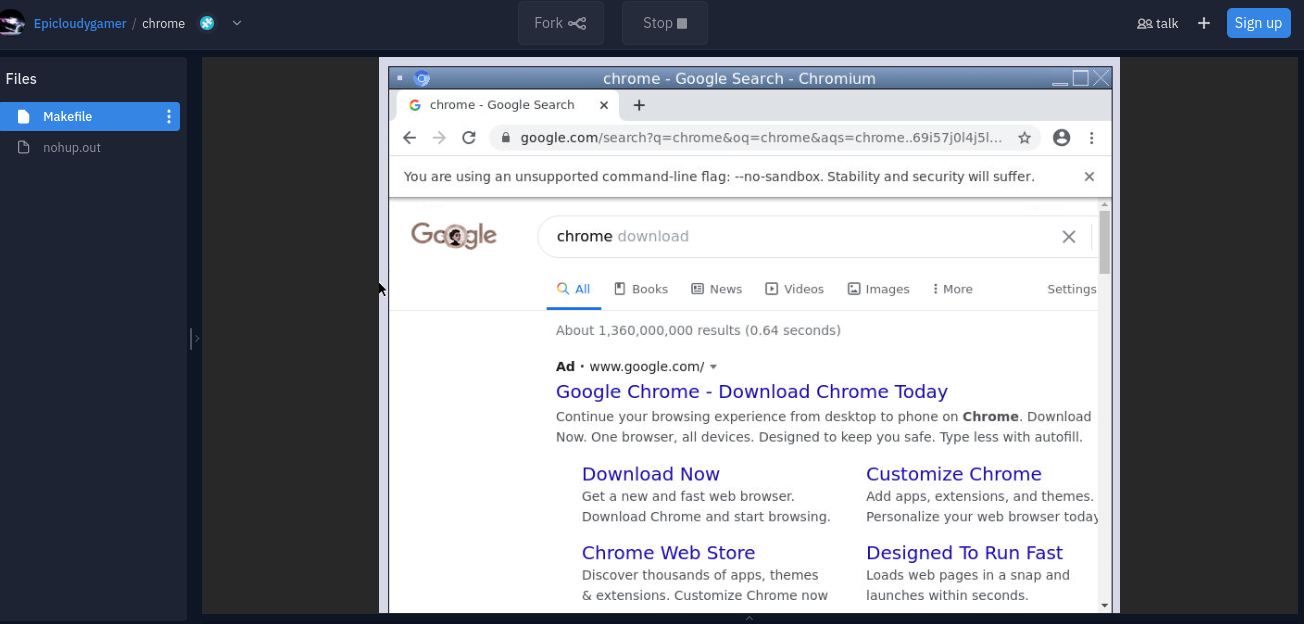 Epicloudygamer / chrome
Fork
Stop
talk
Sign up
Files
Makefile
nohup.out
chrome - Google Search - Chromium
chrome - Google Search
google.com/search?q=chrome&oq=chrome&aqs=chrome..69i57j0l4j5l...
You are using an unsupported command-line flag: --no-sandbox. Stability and security will suffer.
Google
chrome download
All Books News Videos Images More Settings
About 1,360,000,000 results (0.64 seconds)
Ad · www.google.com/
Google Chrome - Download Chrome Today
Continue your browsing experience from desktop to phone on Chrome. Download
Now. One browser, all devices. Designed to keep you safe. Type less with autofill.
Download Now
Get a new and fast web browser.
Download Chrome and start browsing.
Customize Chrome
Add apps, extensions, and themes.
Personalize your web browser today
Chrome Web Store
Discover thousands of apps, themes
& extensions. Customize Chrome now
Designed To Run Fast
Loads web pages in a snap and
launches within seconds.